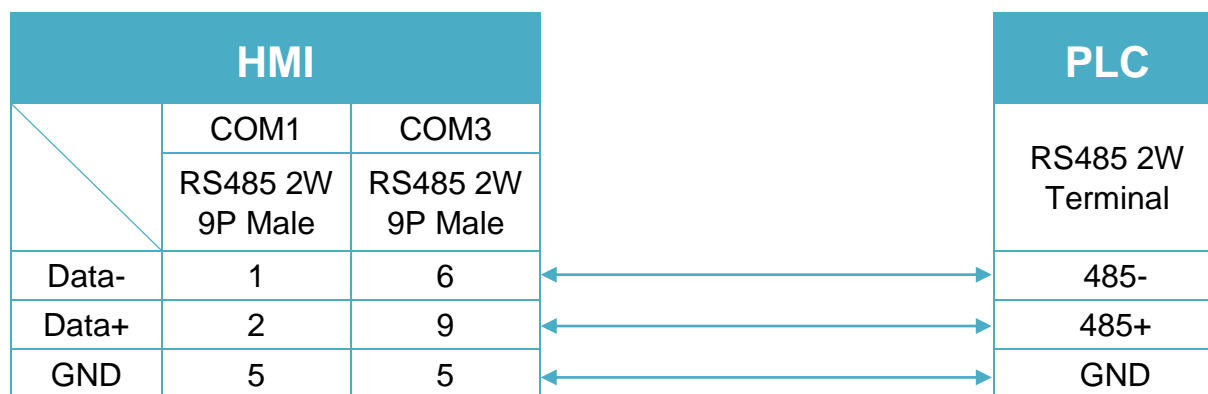 HMI PLC
COM1 COM3
RS485 2W
9P Male
RS485 2W
9P Male
RS485 2W
Terminal
Data- 1 6 485-
Data+ 2 9 485+
GND 5 5 GND